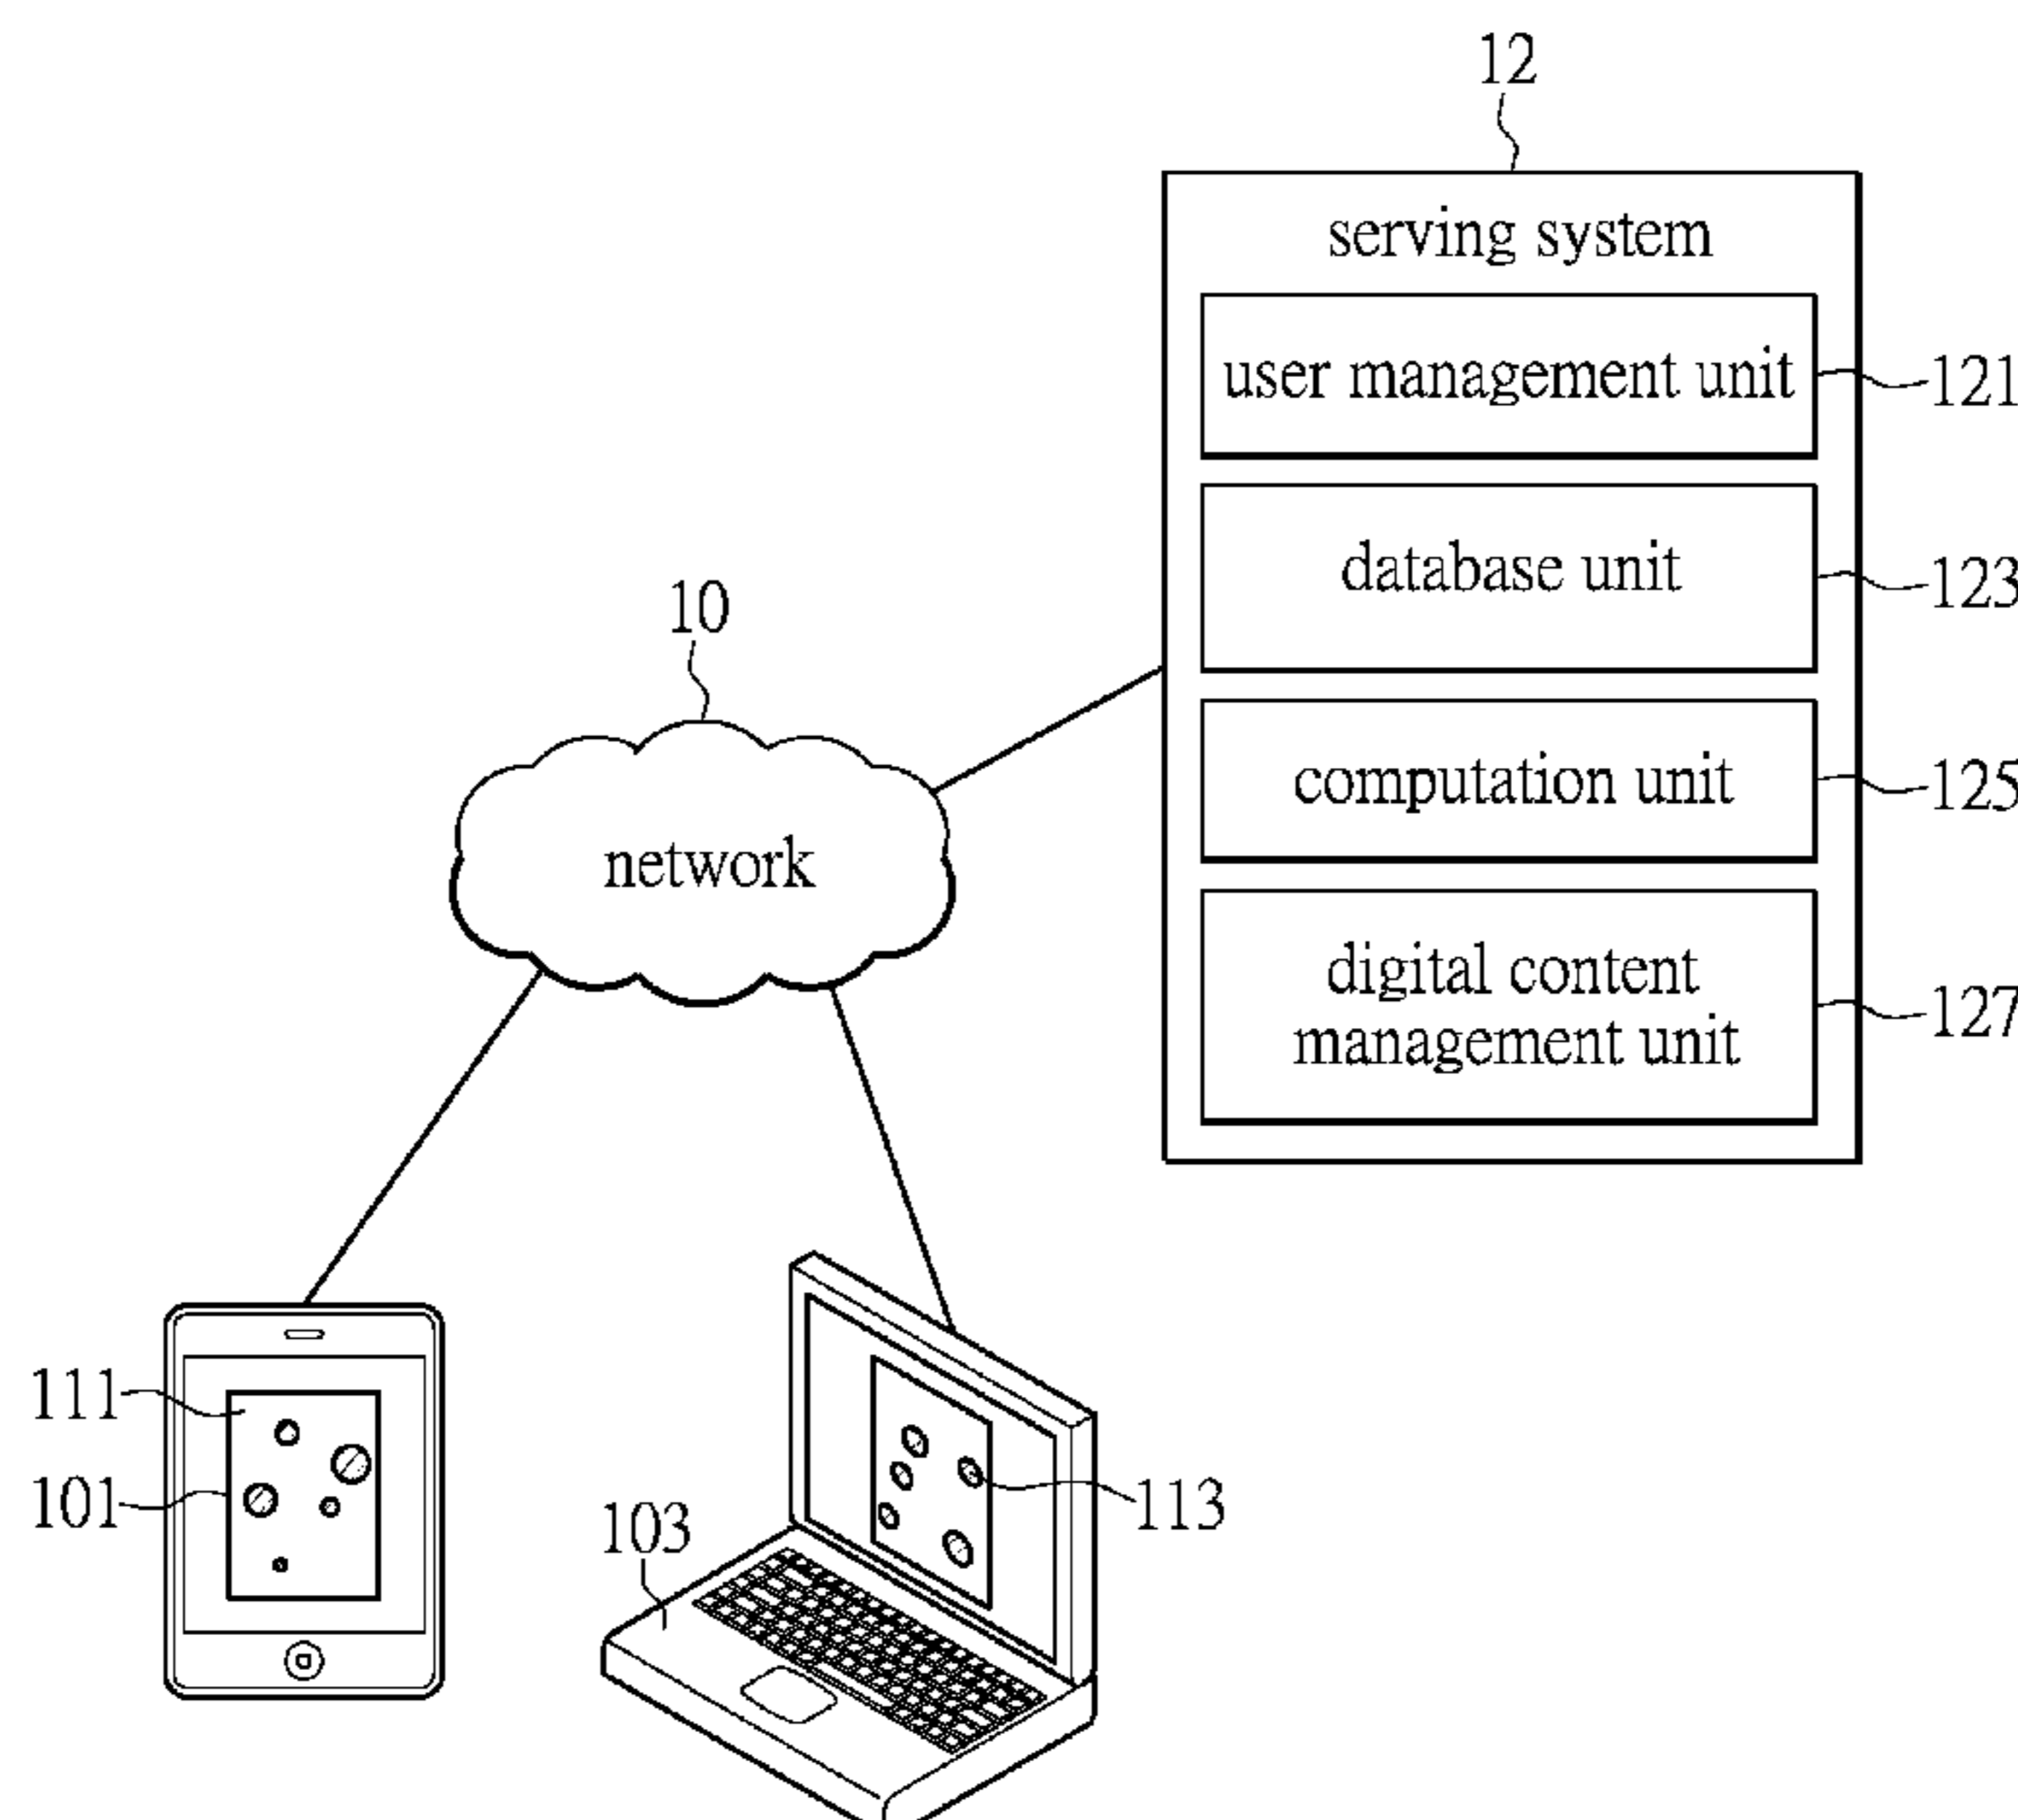 12
serving system
user management unit
121
database unit
123
10
computation unit
125
network
digital content
management unit
127
111
101
103
113